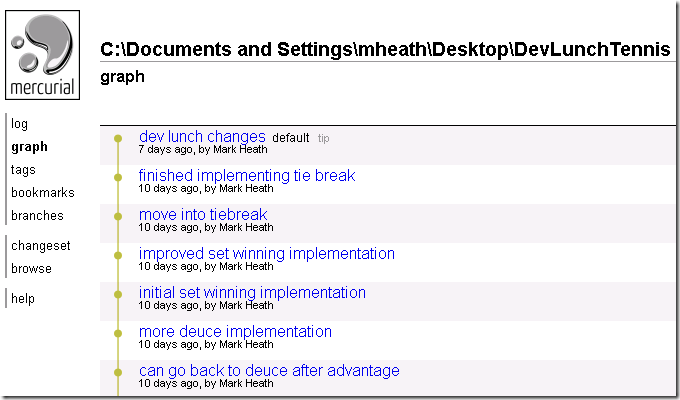 mercurial
log
graph
tags
bookmarks
branches
changeset
browse
help
C:\Documents and Settings\mheath\Desktop\DevLunchTennis
graph
dev lunch changes default tip
7 days ago, by Mark Heath
finished implementing tie break
10 days ago, by Mark Heath
move into tiebreak
10 days ago, by Mark Heath
improved set winning implementation
10 days ago, by Mark Heath
initial set winning implementation
10 days ago, by Mark Heath
more deuce implementation
10 days ago, by Mark Heath
can go back to deuce after advantage
10 days ago, by Mark Heath